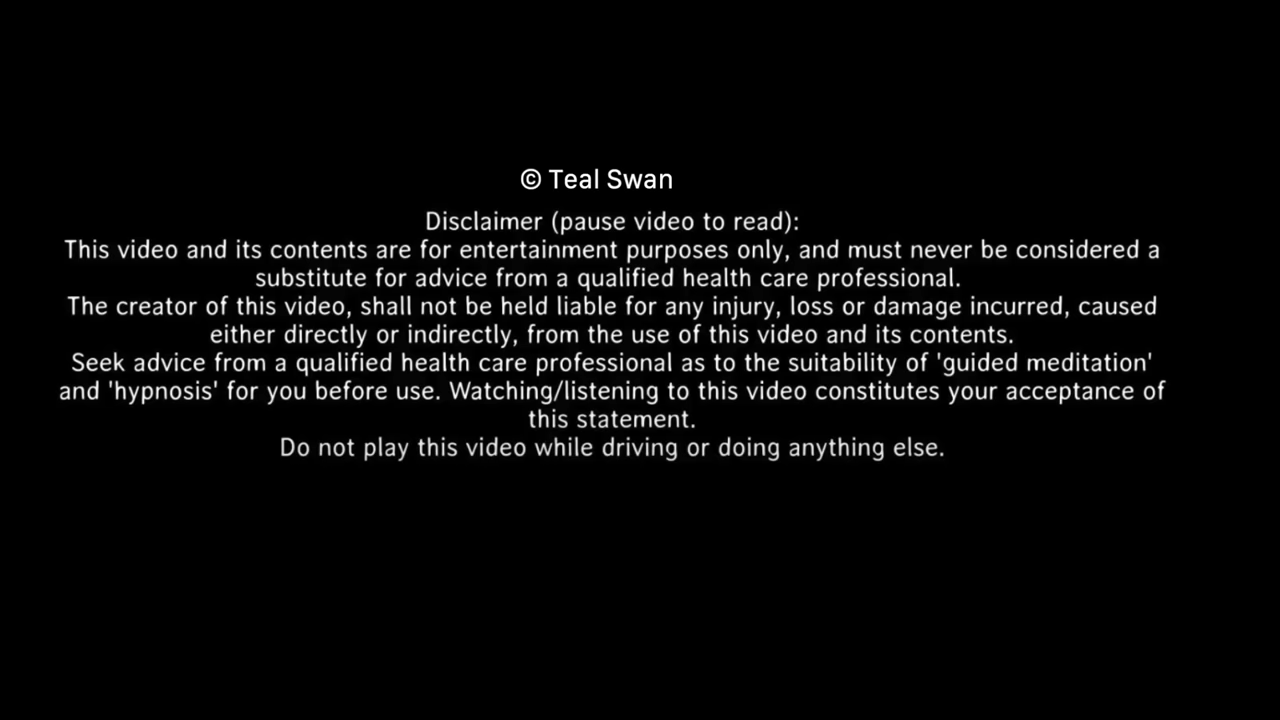 © Teal Swan
Disclaimer (pause video to read):
This video and its contents are for entertainment purposes only, and must never be considered a
substitute for advice from a qualified health care professional.
The creator of this video, shall not be held liable for any injury, loss or damage incurred, caused
either directly or indirectly, from the use of this video and its contents.
Seek advice from a qualified health care professional as to the suitability of 'guided meditation'
and 'hypnosis' for you before use. Watching/listening to this video constitutes your acceptance of
this statement.
Do not play this video while driving or doing anything else.